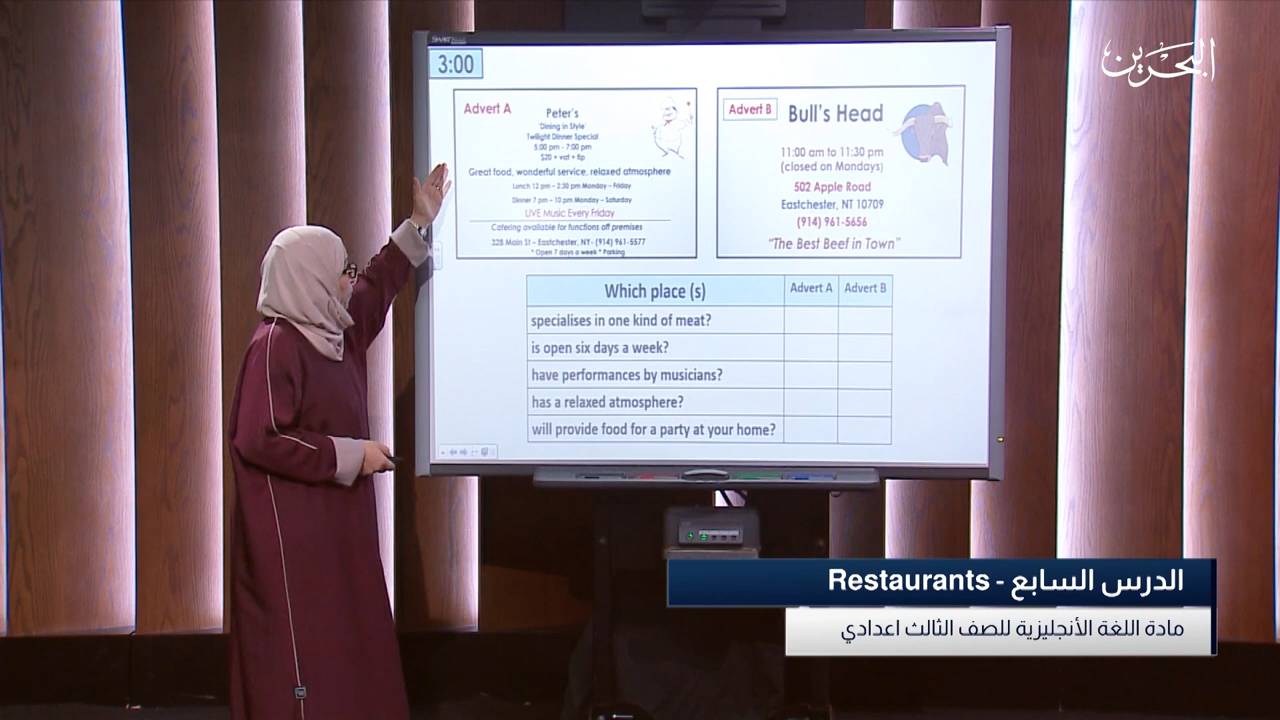 البحرين
SMART
3:00
Advert A
Peter's
'Dining in Style'
Twilight Dinner Special
5:00 pm - 7:00 pm
$20 + vat + tip
Great food, wonderful service, relaxed atmosphere
Lunch 12 pm – 2:30 pm Monday – Friday
Dinner 7 pm – 10 pm Monday – Saturday
LIVE Music Every Friday
Catering available for functions off premises
328 Main St – Eastchester, NY- (914) 961-5577
* Open 7 days a week * Parking
Advert B
Bull's Head
11:00 am to 11:30 pm
(closed on Mondays)
502 Apple Road
Eastchester, NT 10709
(914) 961-5656
"The Best Beef in Town"
Which place (s) Advert A Advert B
specialises in one kind of meat?
is open six days a week?
have performances by musicians?
has a relaxed atmosphere?
will provide food for a party at your home?
الدرس السابع - Restaurants
مادة اللغة الأنجليزية للصف الثالث اعدادي